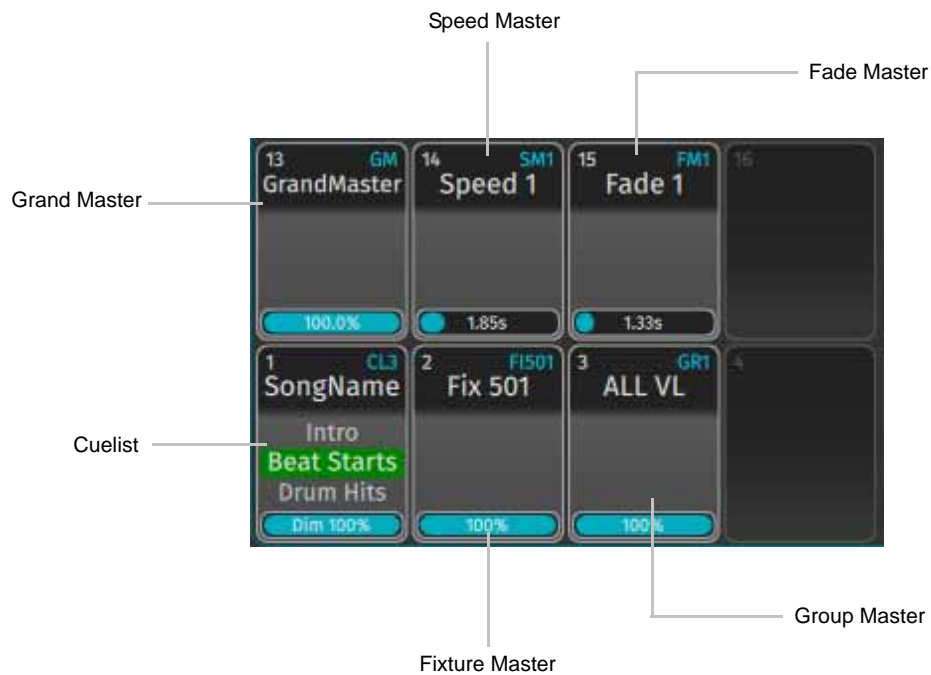 Speed Master
Fade Master
Grand Master
13 GM
GrandMaster
100.0%
14 SM1
Speed 1
1.85s
15 FM1
Fade 1
1.33s
16
Cuelist
1 CL3
SongName
Intro
Beat Starts
Drum Hits
Dim 100%
2 FI501
Fix 501
100%
3 GR1
ALL VL
100%
4
Group Master
Fixture Master